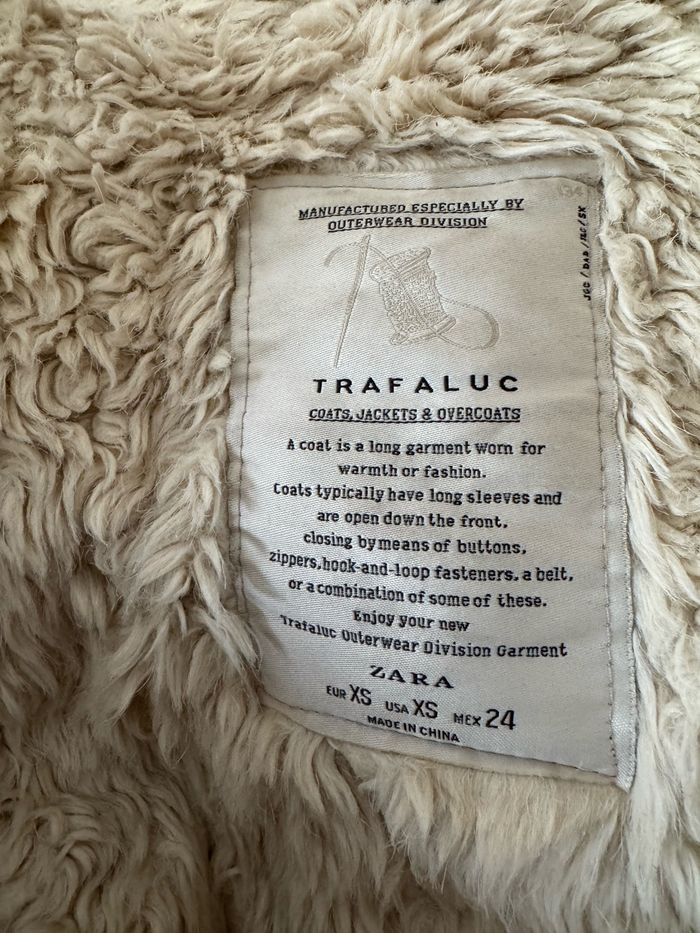 MANUFACTURED ESPECIALLY BY
OUTERWEAR DIVISION
TRAFALUC
COATS, JACKETS & OVERCOATS
A coat is a long garment worn for
warmth or fashion.
Coats typically have long sleeves and
are open down the front,
closing by means of buttons,
zippers, hook-and-loop fasteners, a belt,
or a combination of some of these.
Enjoy your new
Trafaluc Outerwear Division Garment
ZARA
EUR XS USA XS MEX 24
MADE IN CHINA